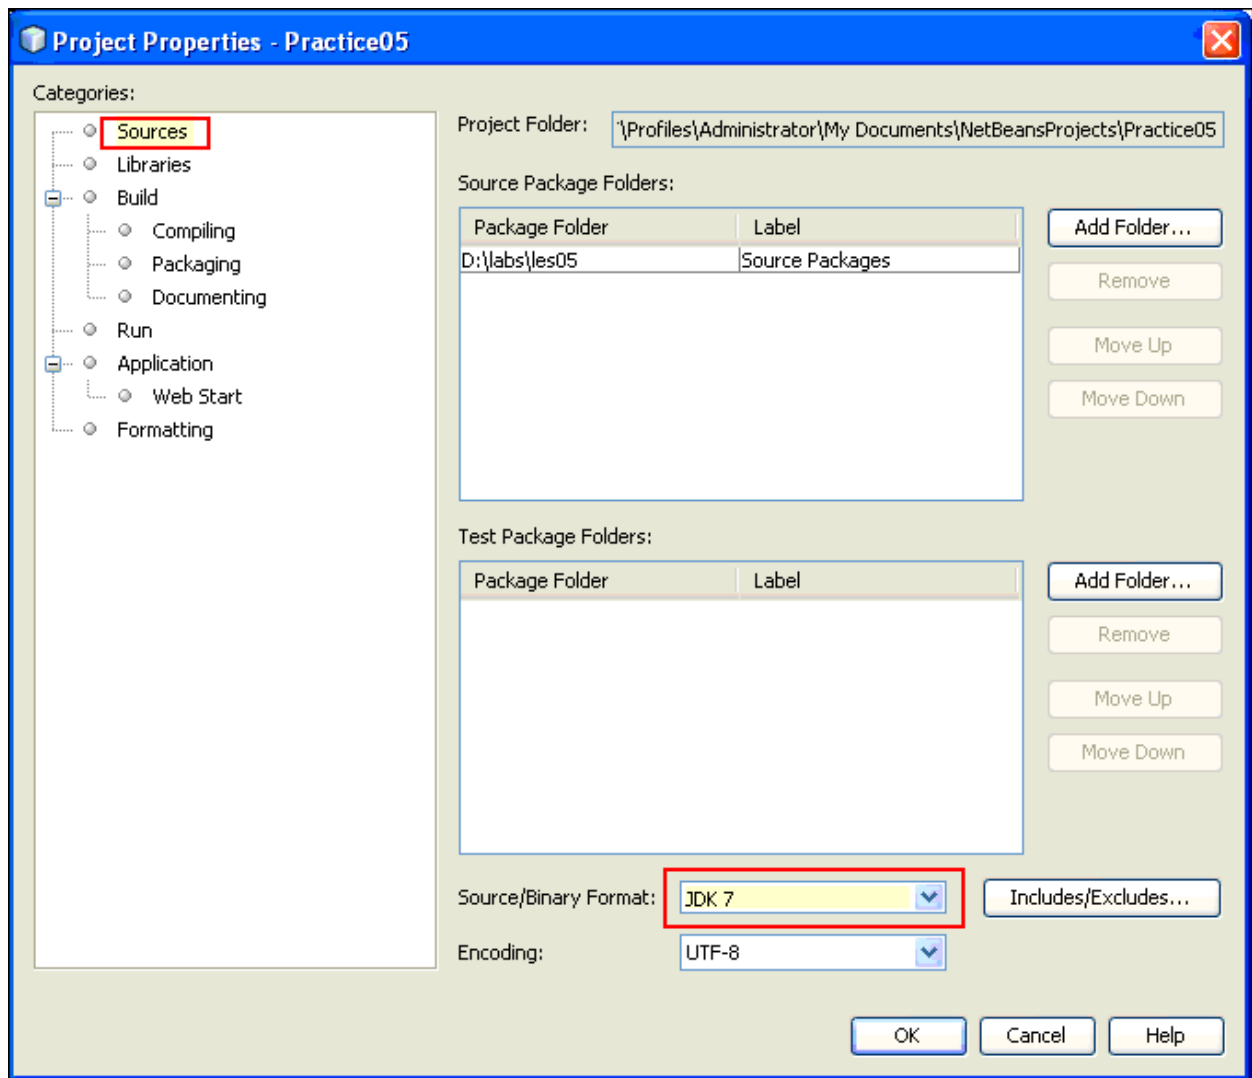 Project Properties - Practice05
Categories:
Sources
Libraries
Build
Compiling
Packaging
Documenting
Run
Application
Web Start
Formatting
Project Folder: '\Profiles\Administrator\My Documents\NetBeansProjects\Practice05
Source Package Folders:
Package Folder Label
D:\labs\les05 Source Packages
Add Folder...
Remove
Move Up
Move Down
Test Package Folders:
Package Folder Label
Add Folder...
Remove
Move Up
Move Down
Source/Binary Format: JDK 7 Includes/Excludes...
Encoding: UTF-8
OK Cancel Help